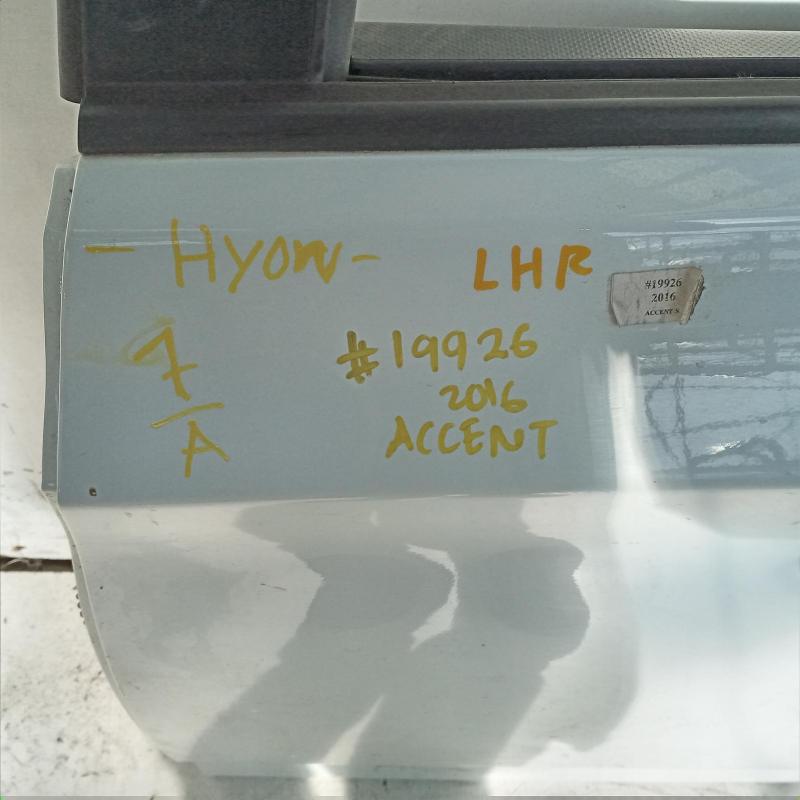 - HYON -
LHR
#19926
2016
ACCENT S
7
A
#19926
2016
ACCENT